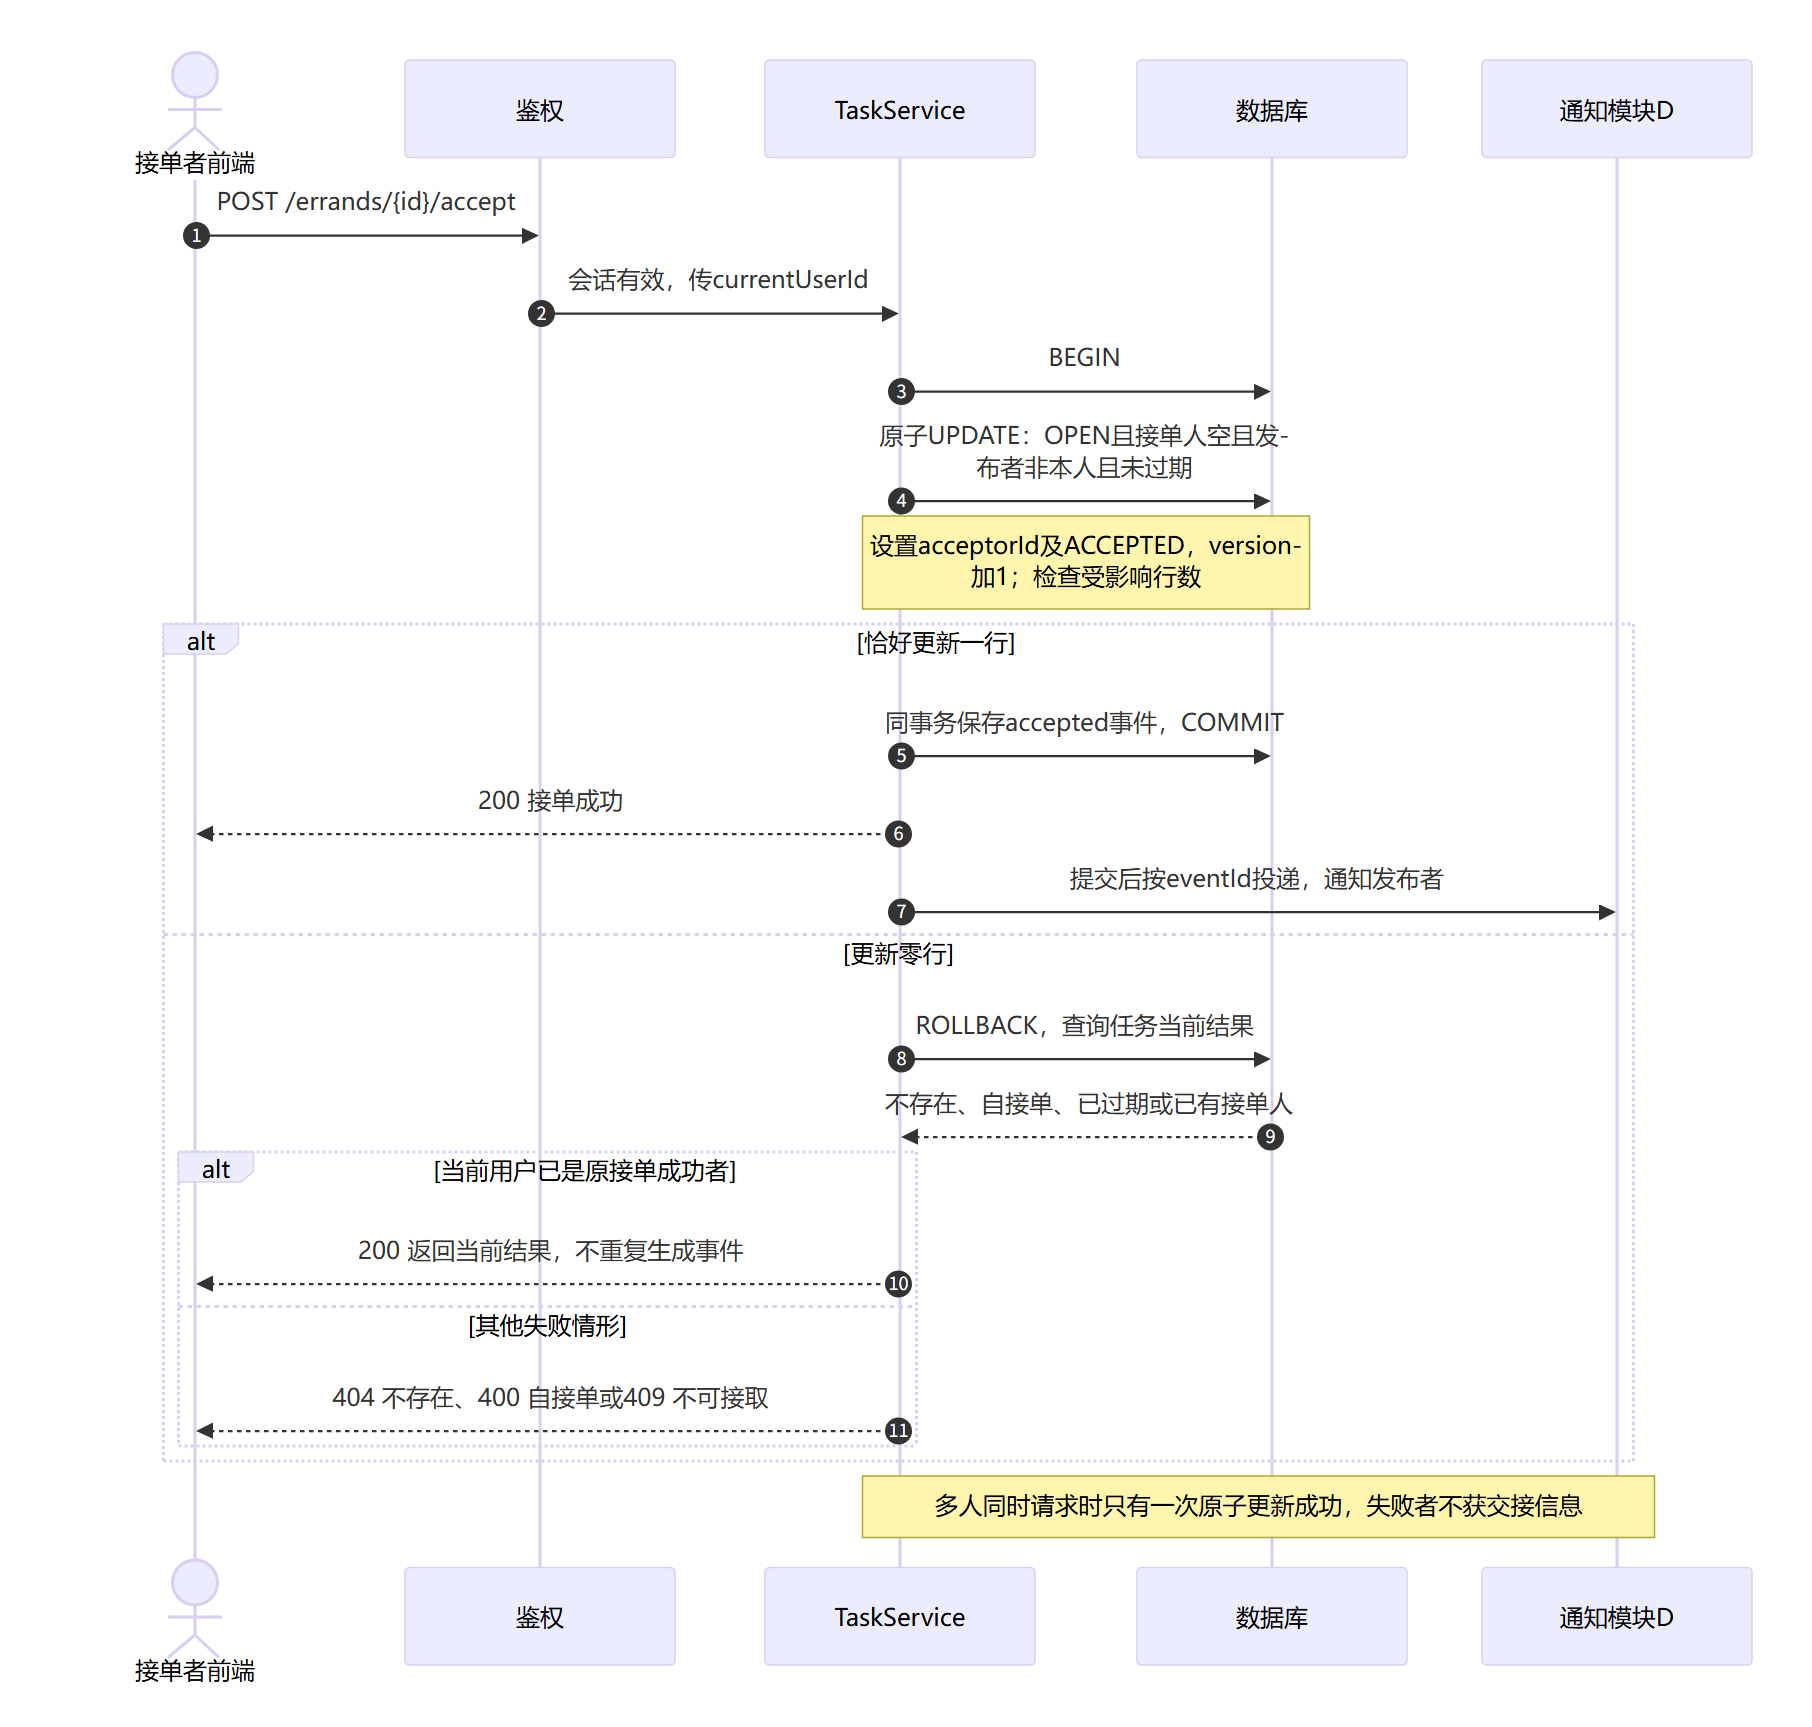 接单者前端
鉴权
TaskService
数据库
通知模块D
POST /errands/{id}/accept
1
会话有效，传currentUserId
2
BEGIN
3
原子UPDATE：OPEN且接单人空且发-
布者非本人且未过期
4
设置acceptorId及ACCEPTED，version-
加1；检查受影响行数
alt
[恰好更新一行]
同事务保存accepted事件，COMMIT
5
200 接单成功
6
提交后按eventId投递，通知发布者
7
[更新零行]
ROLLBACK，查询任务当前结果
8
不存在、自接单、已过期或已有接单人
9
alt
[当前用户已是原接单成功者]
200 返回当前结果，不重复生成事件
10
[其他失败情形]
404 不存在、400 自接单或409 不可接取
11
多人同时请求时只有一次原子更新成功，失败者不获交接信息
接单者前端
鉴权
TaskService
数据库
通知模块D